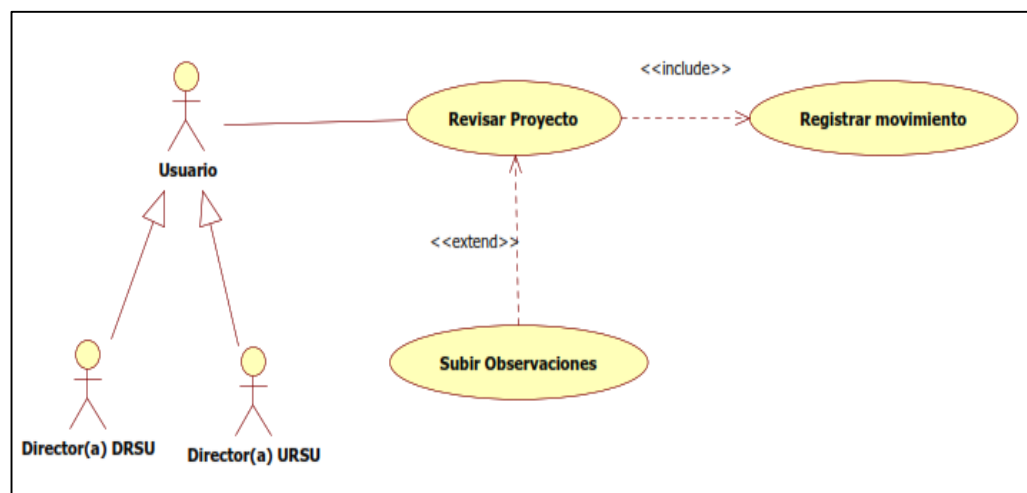 <<include>>
Revisar Proyecto
Registrar movimiento
Usuario
<<extend>>
Subir Observaciones
Director(a) DRSU
Director(a) URSU